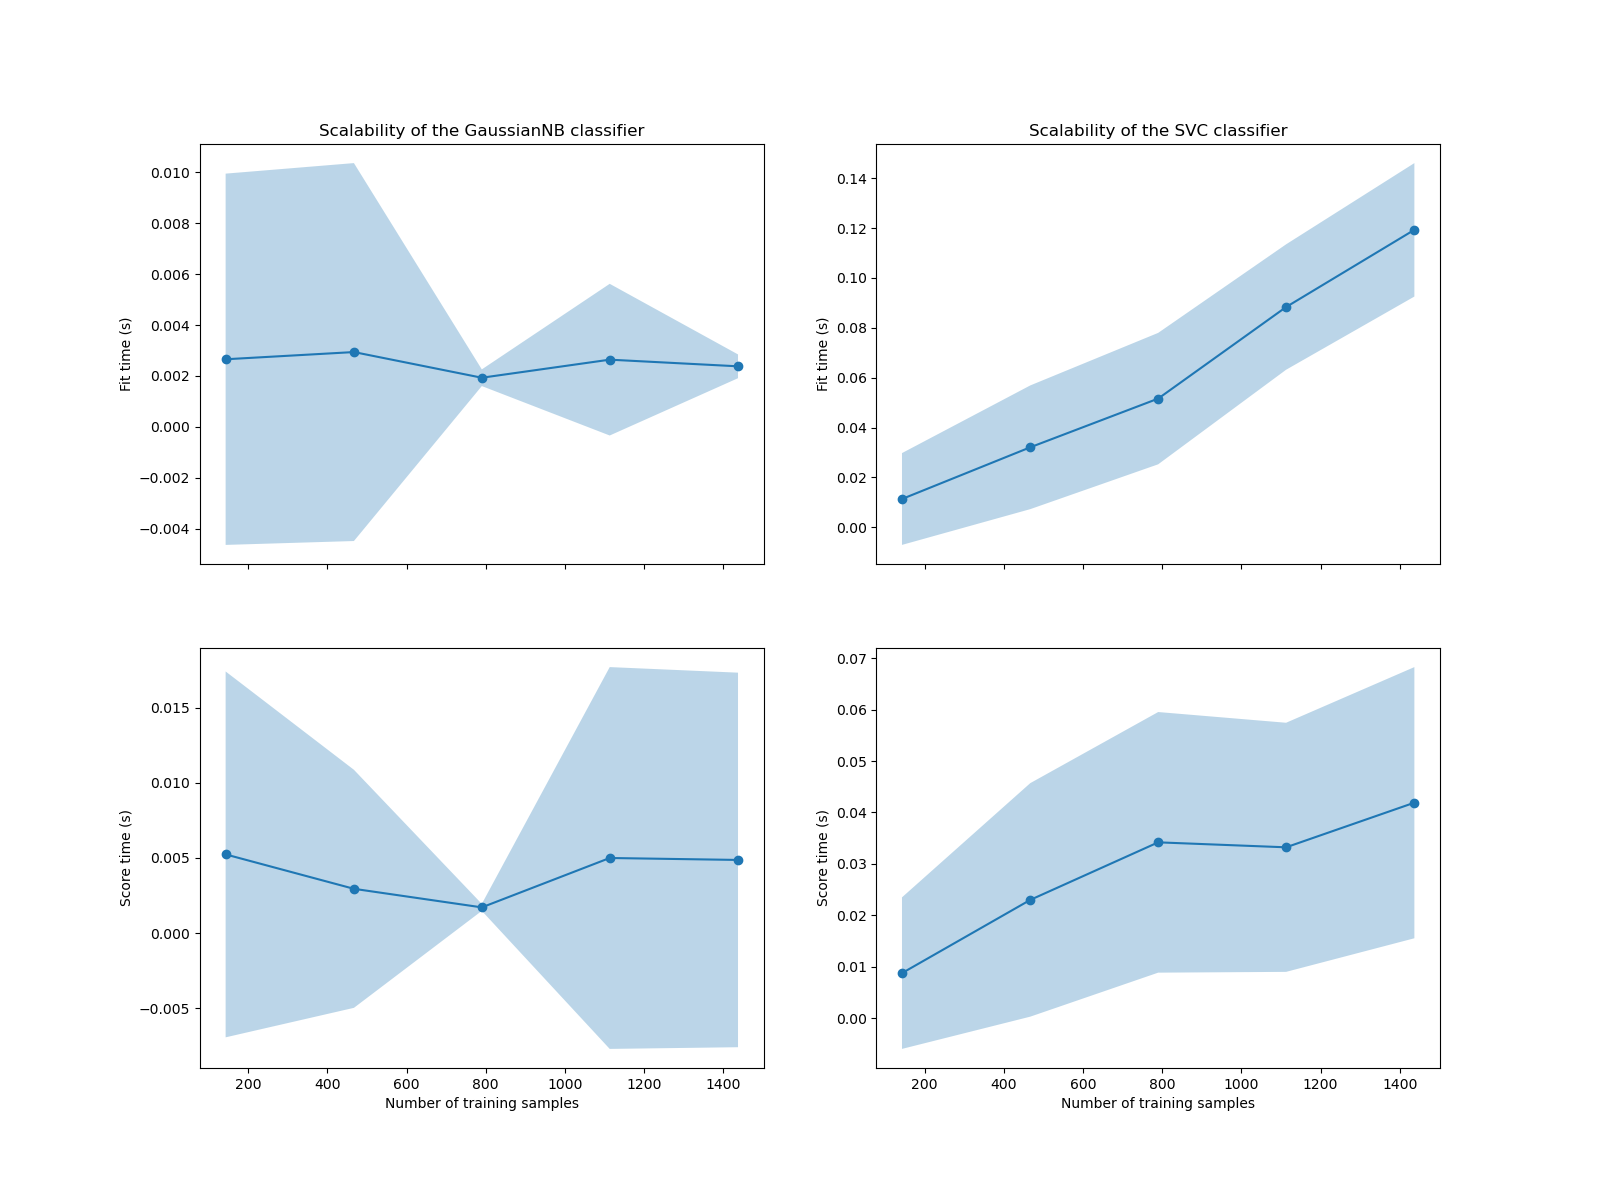 Scalability of the GaussianNB classifier
0.010
0.008
0.006
0.004
0.002
0.000
−0.002
−0.004
Fit time (s)
Scalability of the SVC classifier
0.14
0.12
0.10
0.08
0.06
0.04
0.02
0.00
Fit time (s)
0.015
0.010
0.005
0.000
−0.005
Score time (s)
200 400 600 800 1000 1200 1400
Number of training samples
0.07
0.06
0.05
0.04
0.03
0.02
0.01
0.00
Score time (s)
200 400 600 800 1000 1200 1400
Number of training samples